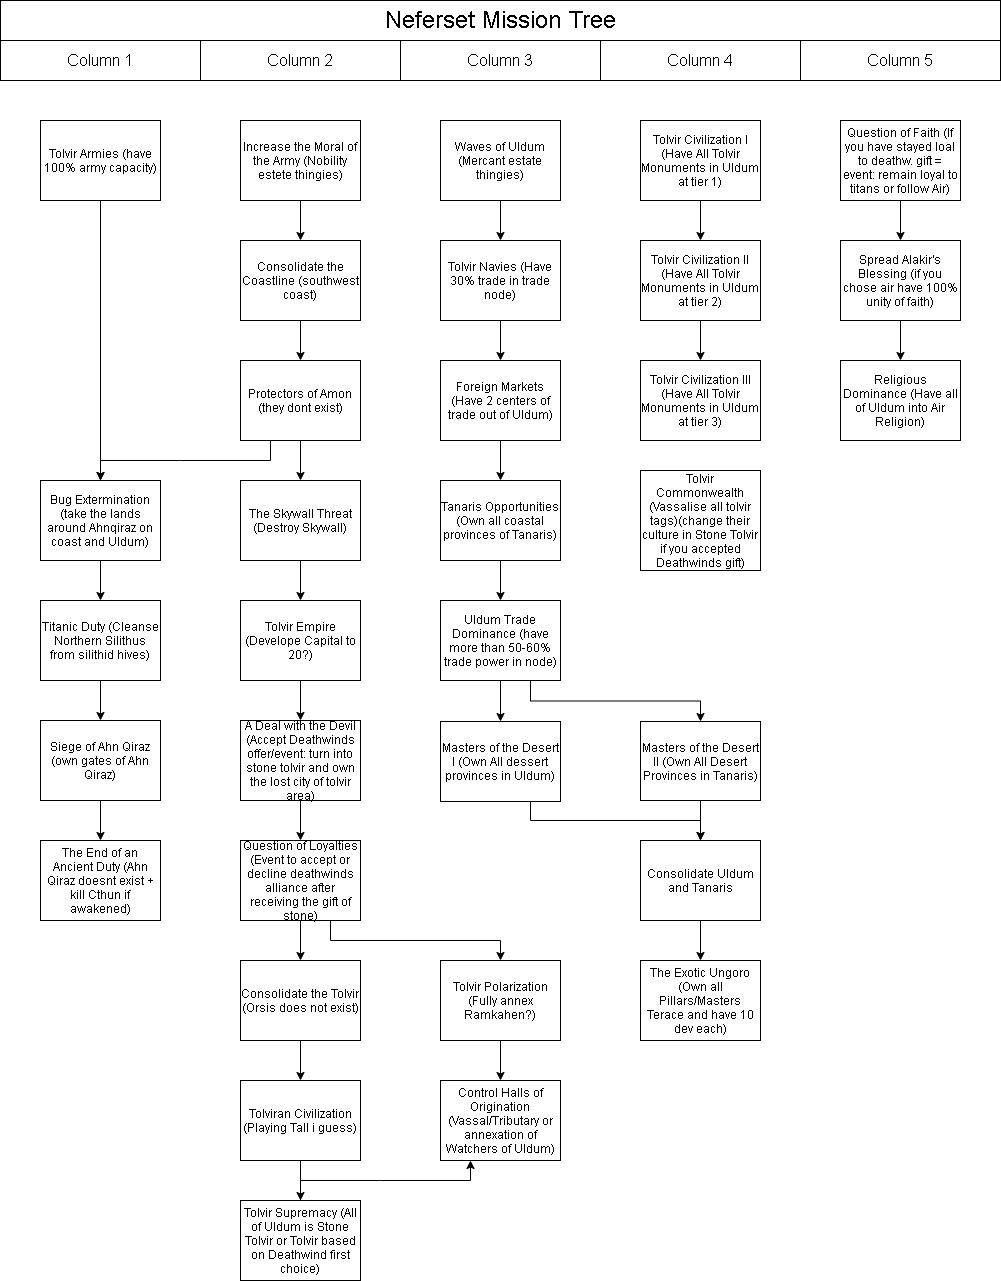 Neferset Mission Tree
Column 1
Column 2
Column 3
Column 4
Column 5
Tolvir Armies (have
100% army capacity)
Increase the Moral of
the Army (Nobility
estete thingies)
Waves of Uldum
(Mercant estate
thingies)
Tolvir Civilization I
(Have All Tolvir
Monuments in Uldum
at tier 1)
Question of Faith (If
you have stayed loal
to deathw. gift =
event: remain loyal to
titans or follow Air)
Consolidate the
Coastline (southwest
coast)
Tolvir Navies (Have
30% trade in trade
node)
Tolvir Civilization II
(Have All Tolvir
Monuments in Uldum
at tier 2)
Spread Alakir's
Blessing (if you
chose air have 100%
unity of faith)
Protectors of Amon
(they dont exist)
Foreign Markets
(Have 2 centers of
trade out of Uldum)
Tolvir Civilization III
(Have All Tolvir
Monuments in Uldum
at tier 3)
Religious
Dominance (Have all
of Uldum into Air
Religion)
Bug Extermination
(take the lands
around Ahnqiraz on
coast and Uldum)
The Skywall Threat
(Destroy Skywall)
Tanaris Opportunities
(Own all coastal
provinces of Tanaris)
Tolvir
Commonwealth
(Vassalise all tolvir
tags)(change their
culture in Stone Tolvir
if you accepted
Deathwinds gift)
Titanic Duty (Cleanse
Northern Silithus
from silithid hives)
Tolvir Empire
(Develope Capital to
20?)
Uldum Trade
Dominance (have
more than 50-60%
trade power in node)
Siege of Ahn Qiraz
(own gates of Ahn
Qiraz)
A Deal with the Devil
(Accept Deathwinds
offer/event: turn into
stone tolvir and own
the lost city of tolvir
area)
Masters of the Desert
I (Own All dessert
provinces in Uldum)
Masters of the Desert
II (Own All Desert
Provinces in Tanaris)
The End of an
Ancient Duty (Ahn
Qiraz doesnt exist +
kill Cthun if
awakened)
Question of Loyalties
(Event to accept or
decline deathwinds
alliance after
receiving the gift of
stone)
Consolidate Uldum
and Tanaris
Consolidate the Tolvir
(Orsis does not exist)
Tolvir Polarization
(Fully annex
Ramkahen?)
The Exotic Ungoro
(Own all
Pillars/Masters
Terace and have 10
dev each)
Tolviran Civilization
(Playing Tall i guess)
Control Halls of
Origination
(Vassal/Tributary or
annexation of
Watchers of Uldum)
Tolvir Supremacy (All
of Uldum is Stone
Tolvir or Tolvir based
on Deathwind first
choice)